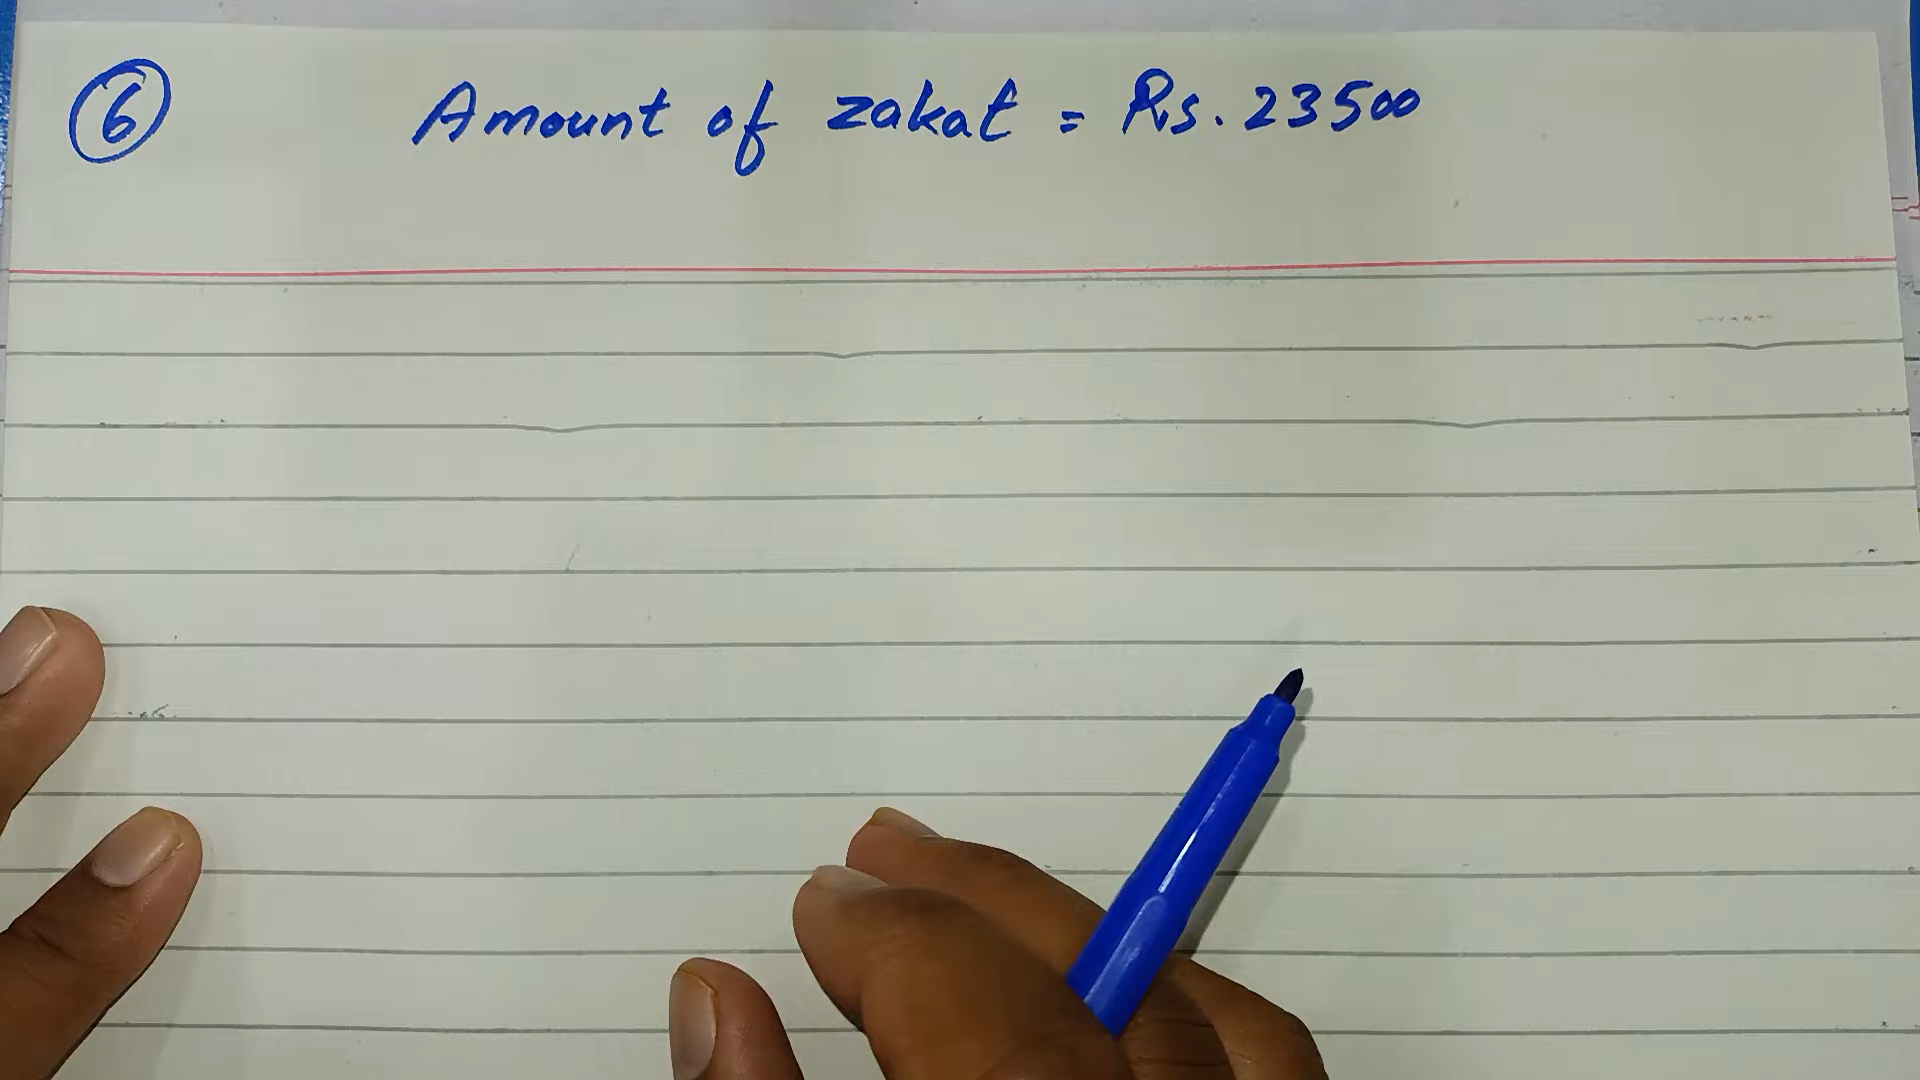 6 Amount of zakat = Rs. 23500